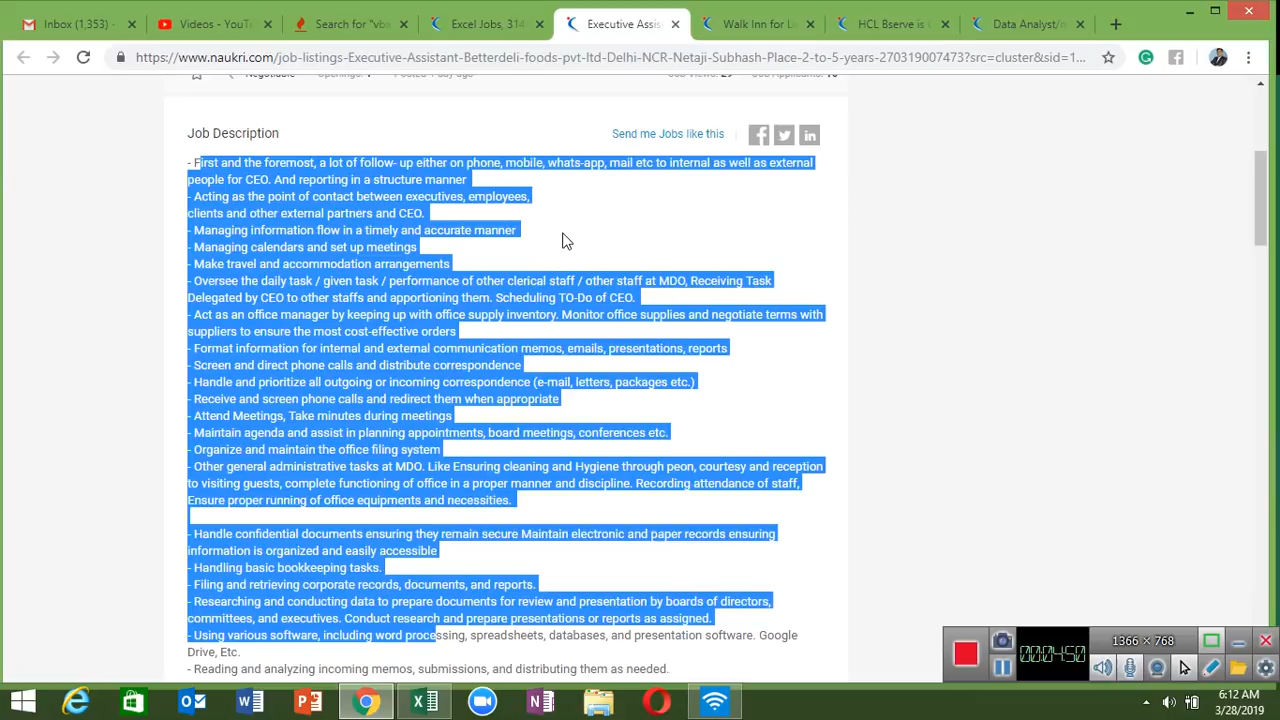 Inbox (1,353)
Videos - YouT
Search for "vba
Excel Jobs, 314
Executive Assis
Walk Inn for L
HCL Bserve is
Data Analyst/n
https://www.naukri.com/job-listings-Executive-Assistant-Betterdeli-foods-pvt-ltd-Delhi-NCR-Netaji-Subhash-Place-2-to-5-years-270319007473?src=cluster&sid=1...
Job Description
Send me Jobs like this
- First and the foremost, a lot of follow- up either on phone, mobile, whats-app, mail etc to internal as well as external
people for CEO. And reporting in a structure manner
- Acting as the point of contact between executives, employees,
clients and other external partners and CEO.
- Managing information flow in a timely and accurate manner
- Managing calendars and set up meetings
- Make travel and accommodation arrangements
- Oversee the daily task / given task / performance of other clerical staff / other staff at MDO, Receiving Task
Delegated by CEO to other staffs and apportioning them. Scheduling TO-Do of CEO.
- Act as an office manager by keeping up with office supply inventory. Monitor office supplies and negotiate terms with
suppliers to ensure the most cost-effective orders
- Format information for internal and external communication memos, emails, presentations, reports
- Screen and direct phone calls and distribute correspondence
- Handle and prioritize all outgoing or incoming correspondence (e-mail, letters, packages etc.)
- Receive and screen phone calls and redirect them when appropriate
- Attend Meetings, Take minutes during meetings
- Maintain agenda and assist in planning appointments, board meetings, conferences etc.
- Organize and maintain the office filing system
- Other general administrative tasks at MDO. Like Ensuring cleaning and Hygiene through peon, courtesy and reception
to visiting guests, complete functioning of office in a proper manner and discipline. Recording attendance of staff,
Ensure proper running of office equipments and necessities.
- Handle confidential documents ensuring they remain secure Maintain electronic and paper records ensuring
information is organized and easily accessible
- Handling basic bookkeeping tasks.
- Filing and retrieving corporate records, documents, and reports.
- Researching and conducting data to prepare documents for review and presentation by boards of directors,
committees, and executives. Conduct research and prepare presentations or reports as assigned.
- Using various software, including word processing, spreadsheets, databases, and presentation software. Google
Drive, Etc.
- Reading and analyzing incoming memos, submissions, and distributing them as needed.
1366 × 768
00:04:50
6:12 AM
3/28/2019